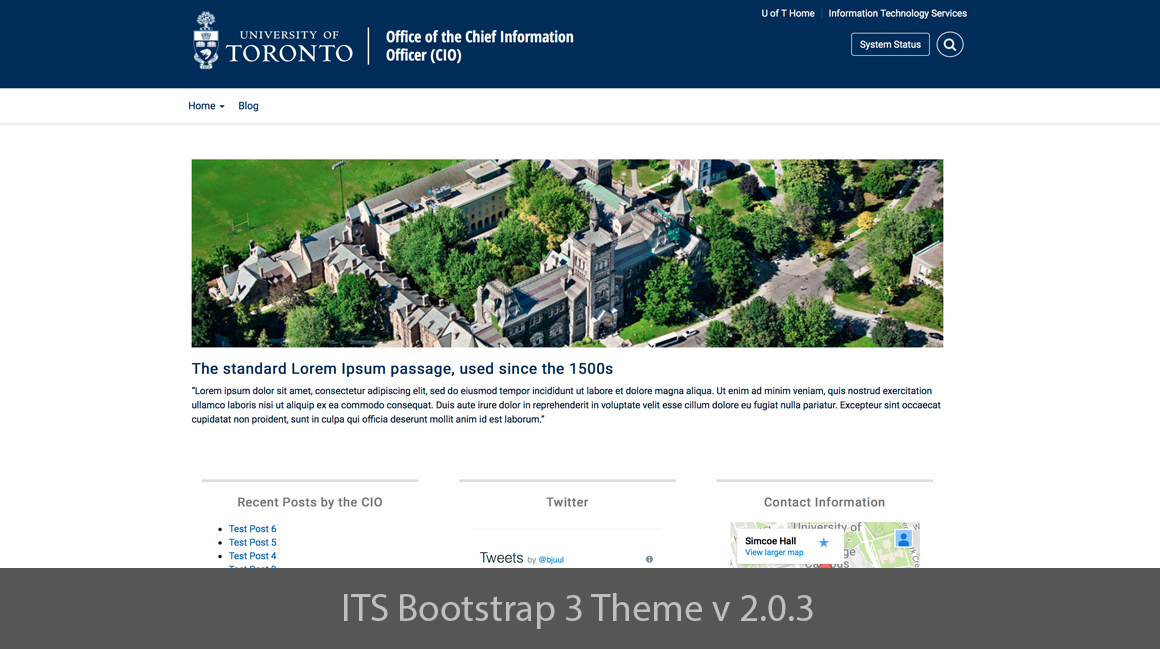 U of T Home Information Technology Services
UNIVERSITY OF
TORONTO
Office of the Chief Information
Officer (CIO)
System Status
Home Blog
The standard Lorem Ipsum passage, used since the 1500s
"Lorem ipsum dolor sit amet, consectetur adipiscing elit, sed do eiusmod tempor incididunt ut labore et dolore magna aliqua. Ut enim ad minim veniam, quis nostrud exercitation
ullamco laboris nisi ut aliquip ex ea commodo consequat. Duis aute irure dolor in reprehenderit in voluptate velit esse cillum dolore eu fugiat nulla pariatur. Excepteur sint occaecat
cupidatat non proident, sunt in culpa qui officia deserunt mollit anim id est laborum."
Recent Posts by the CIO
Test Post 6
Test Post 5
Test Post 4
Twitter
Tweets by @bjuul
Contact Information
University of
Simcoe Hall
View larger map
ITS Bootstrap 3 Theme v 2.0.3